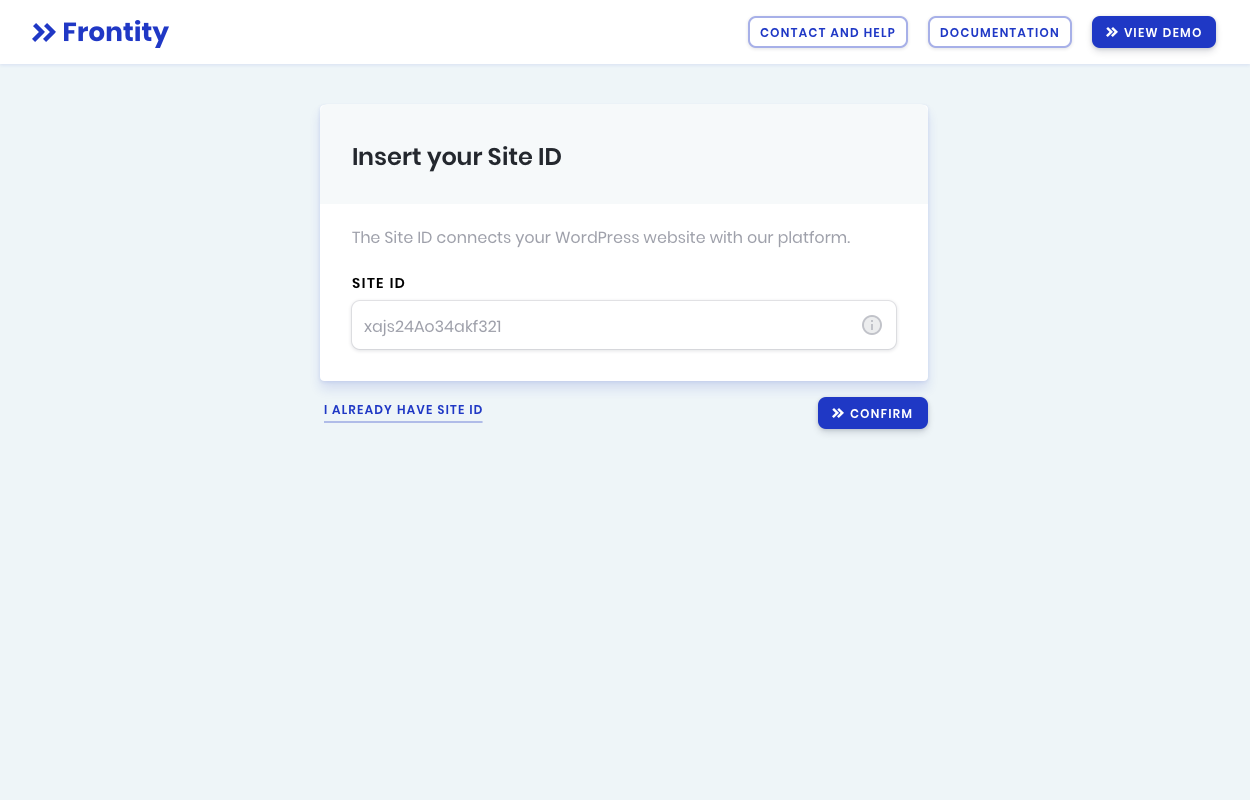 Frontity
CONTACT AND HELP
DOCUMENTATION
VIEW DEMO
Insert your Site ID
The Site ID connects your WordPress website with our platform.
SITE ID
xajs24Ao34akf321
I ALREADY HAVE SITE ID
CONFIRM